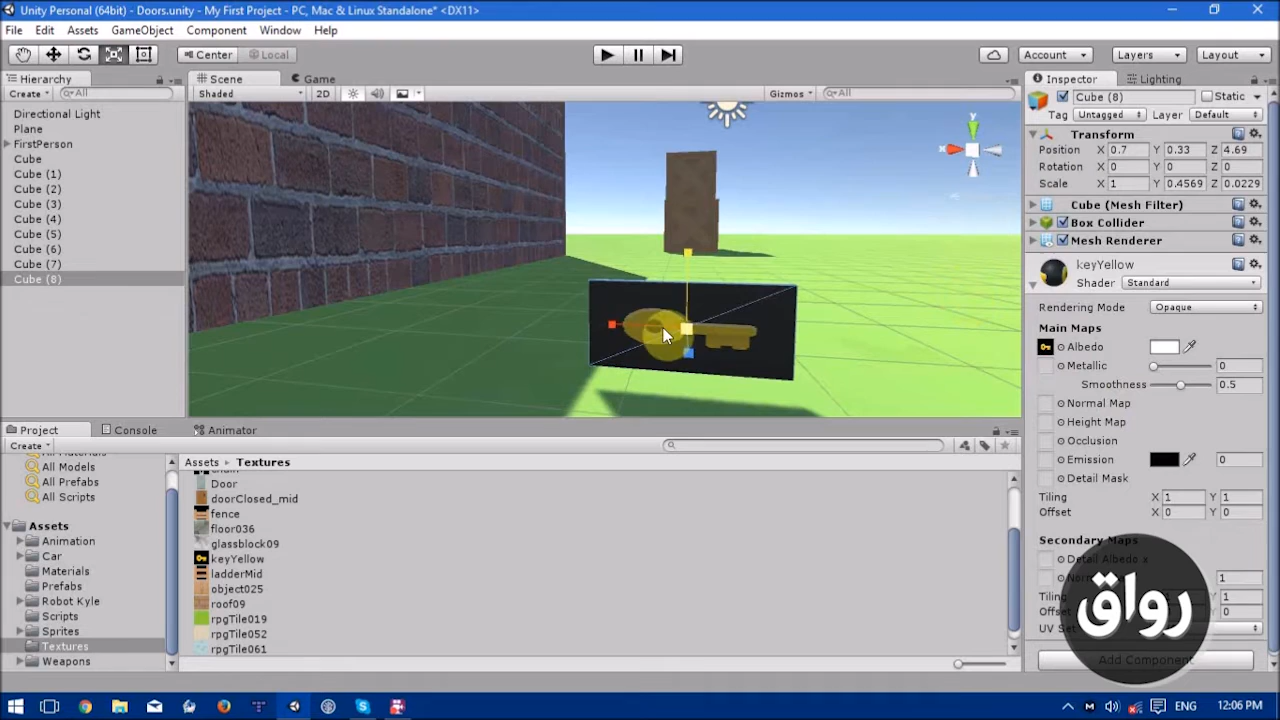 Unity Personal (64bit) - Doors.unity - My First Project - PC, Mac & Linux Standalone* <DX11>
File Edit Assets GameObject Component Window Help
Center Local Account Layers Layout
Hierarchy Scene Game Inspector Lighting
Create All Shaded 2D Gizmos All Cube (8) Static
Tag Untagged Layer Default
Directional Light
Plane
FirstPerson
Cube
Cube (1)
Cube (2)
Cube (3)
Cube (4)
Cube (5)
Cube (6)
Cube (7)
Cube (8)
y
x
Transform
Position X 0.7 Y 0.33 Z 4.69
Rotation X 0 Y 0 Z 0
Scale X 1 Y 0.4569 Z 0.0229
Cube (Mesh Filter)
Box Collider
Mesh Renderer
keyYellow
Shader Standard
Rendering Mode Opaque
Main Maps
Albedo
Metallic 0
Smoothness 0.5
Normal Map
Height Map
Occlusion
Emission 0
Detail Mask
Tiling X 1 Y 1
Offset X 0 Y 0
Secondary Maps
Detail Albedo x
1
Tiling 1
Offset 0
UV Set
Add Component
رواق
Project Console Animator
Create
All Materials
All Models
All Prefabs
All Scripts
Assets
Animation
Car
Materials
Prefabs
Robot Kyle
Scripts
Sprites
Textures
Weapons
Assets Textures
chain
Door
doorClosed_mid
fence
floor036
glassblock09
keyYellow
ladderMid
object025
roof09
rpgTile019
rpgTile052
rpgTile061
ENG 12:06 PM